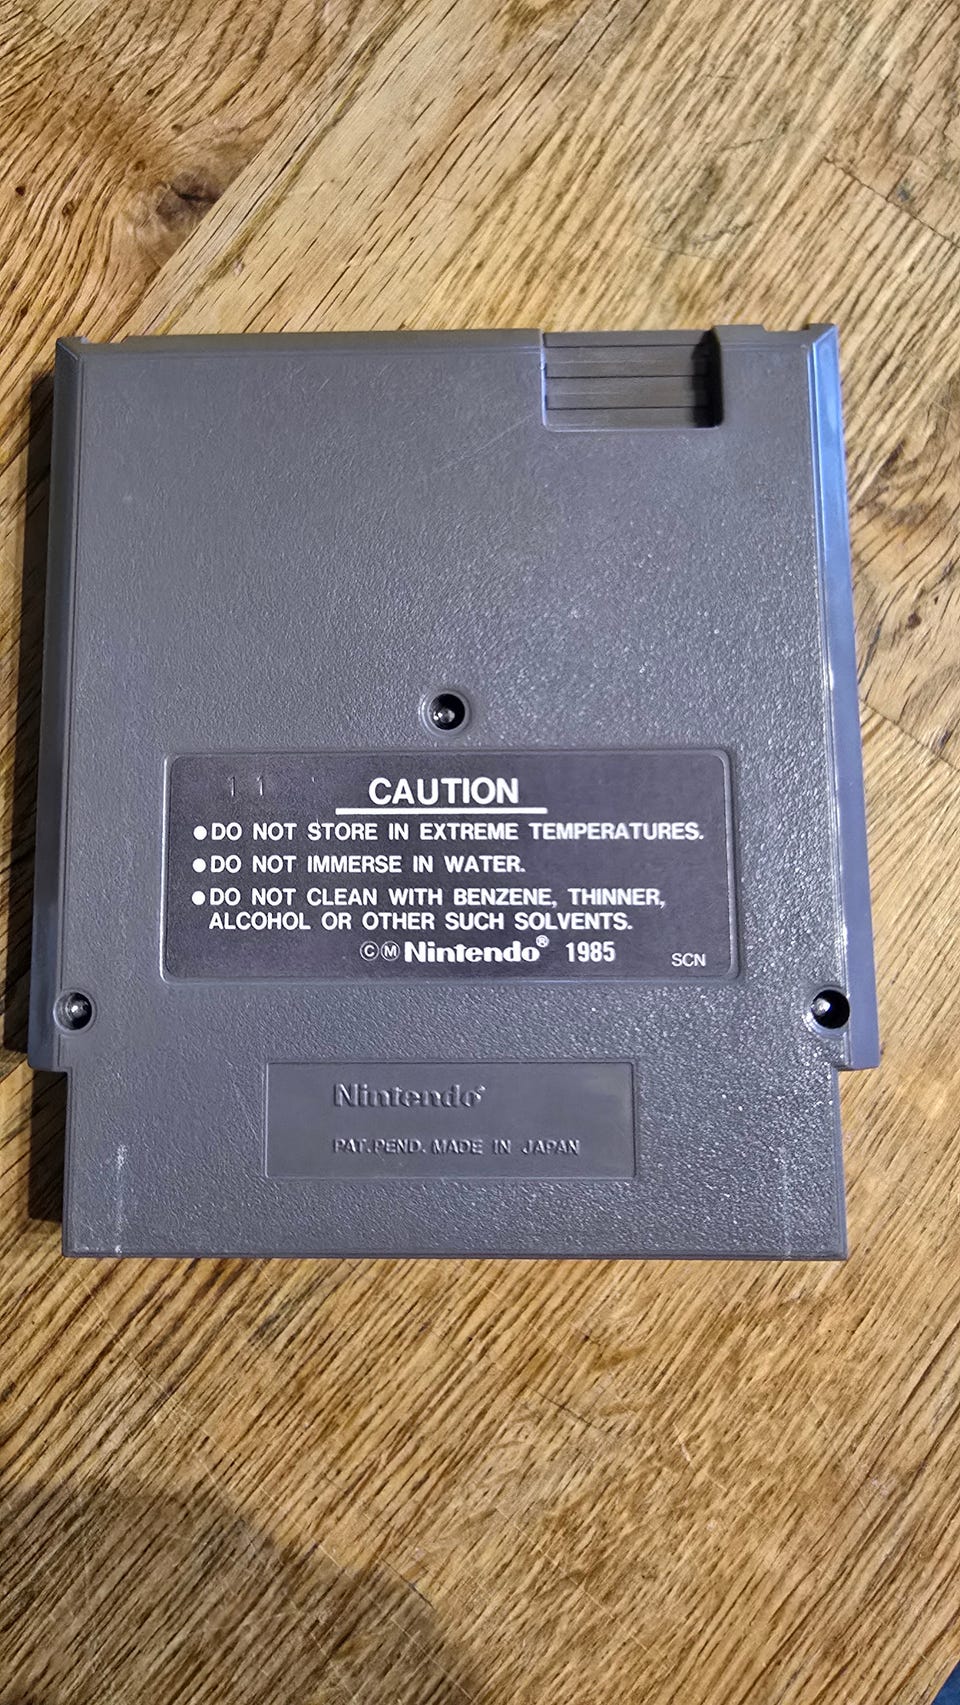 11
CAUTION
●DO NOT STORE IN EXTREME TEMPERATURES.
●DO NOT IMMERSE IN WATER.
●DO NOT CLEAN WITH BENZENE, THINNER,
ALCOHOL OR OTHER SUCH SOLVENTS.
©Ⓜ Nintendo® 1985
SCN
Nintendo®
PAT.PEND. MADE IN JAPAN